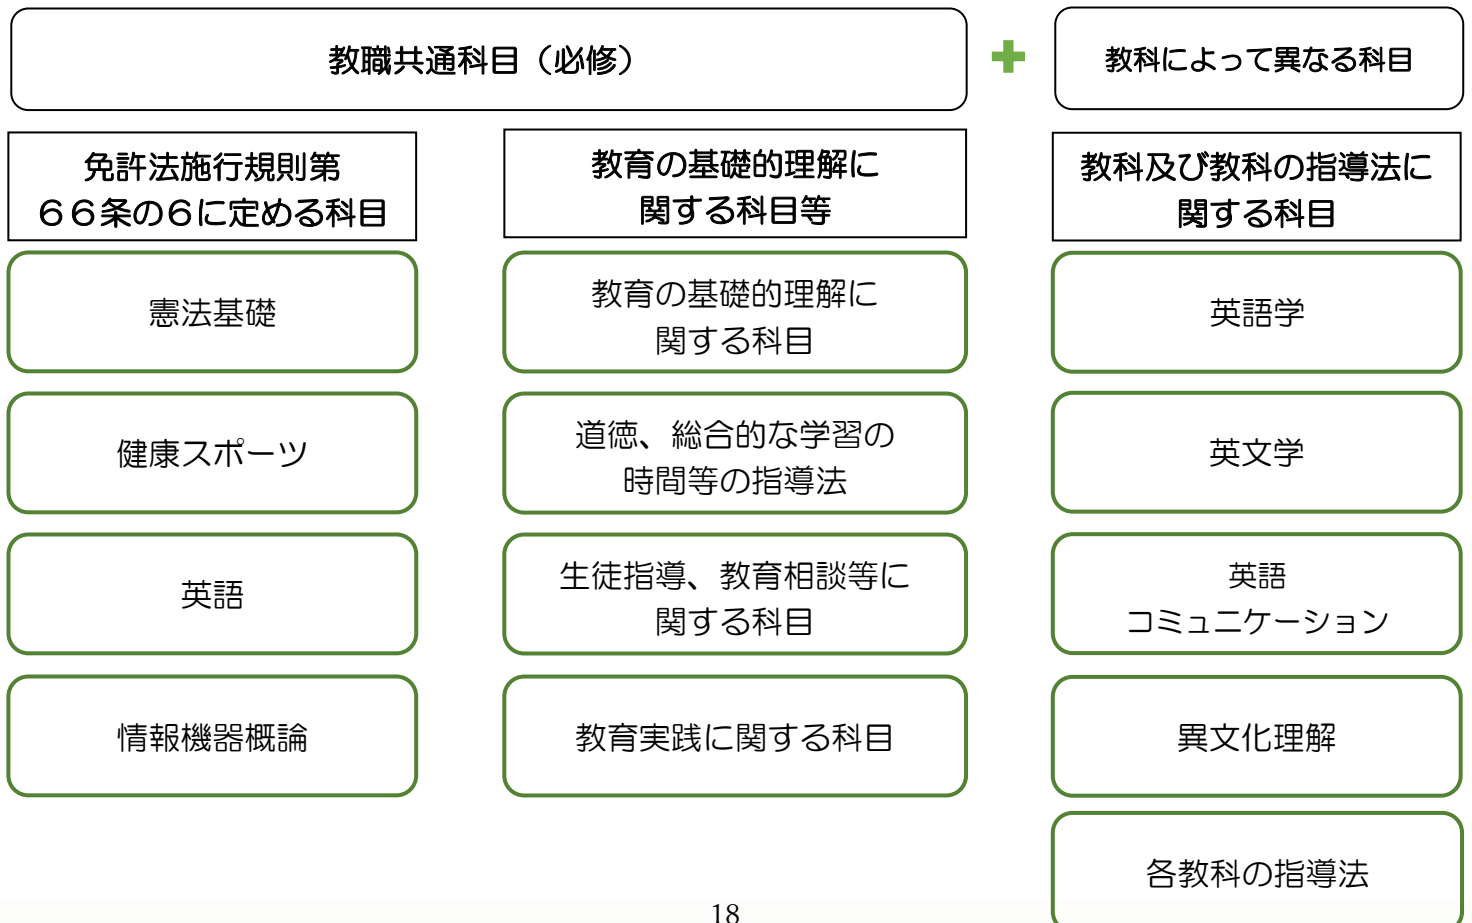 教職共通科目（必修）
教科によって異なる科目
免許法施行規則第
６６条の６に定める科目
教育の基礎的理解に
関する科目等
教科及び教科の指導法に
関する科目
憲法基礎
教育の基礎的理解に
関する科目
英語学
健康スポーツ
道徳、総合的な学習の
時間等の指導法
英文学
英語
生徒指導、教育相談等に
関する科目
英語
コミュニケーション
情報機器概論
教育実践に関する科目
異文化理解
各教科の指導法
18